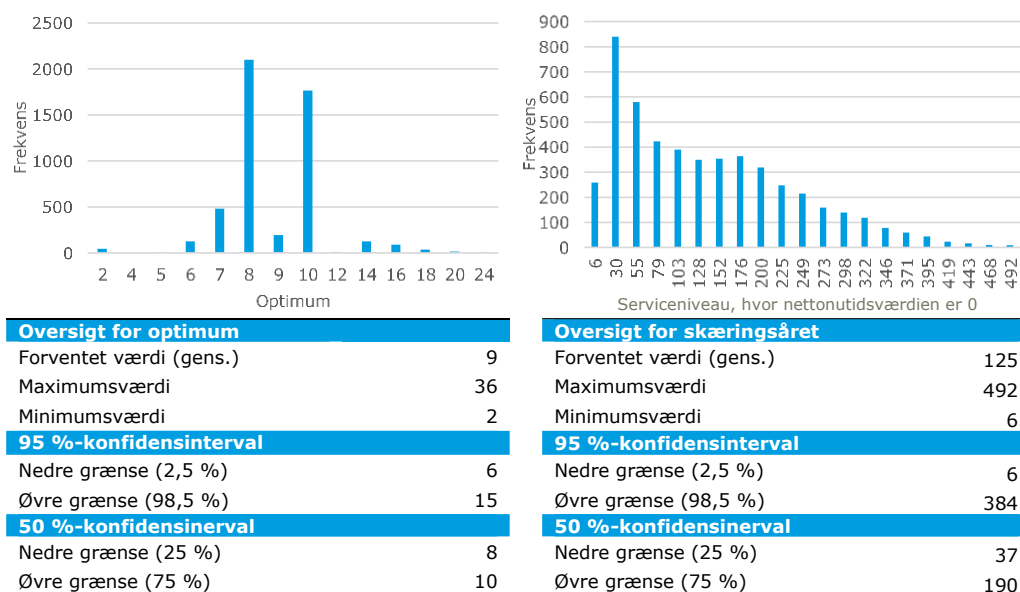 2500
2000
1500
1000
500
0
Frekvens
2 4 5 6 7 8 9 10 12 14 16 18 20 24
Optimum
900
800
700
600
500
400
300
200
100
0
Frekvens
6 30 55 79 103 128 152 176 200 225 249 273 298 322 346 371 395 419 443 468 492
Serviceniveau, hvor nettonutidsværdien er 0
Oversigt for optimum
Forventet værdi (gens.) 9
Maximumsværdi 36
Minimumsværdi 2
95 %-konfidensinterval
Nedre grænse (2,5 %) 6
Øvre grænse (98,5 %) 15
50 %-konfidensinerval
Nedre grænse (25 %) 8
Øvre grænse (75 %) 10
Oversigt for skæringsåret
Forventet værdi (gens.) 125
Maximumsværdi 492
Minimumsværdi 6
95 %-konfidensinterval
Nedre grænse (2,5 %) 6
Øvre grænse (98,5 %) 384
50 %-konfidensinerval
Nedre grænse (25 %) 37
Øvre grænse (75 %) 190